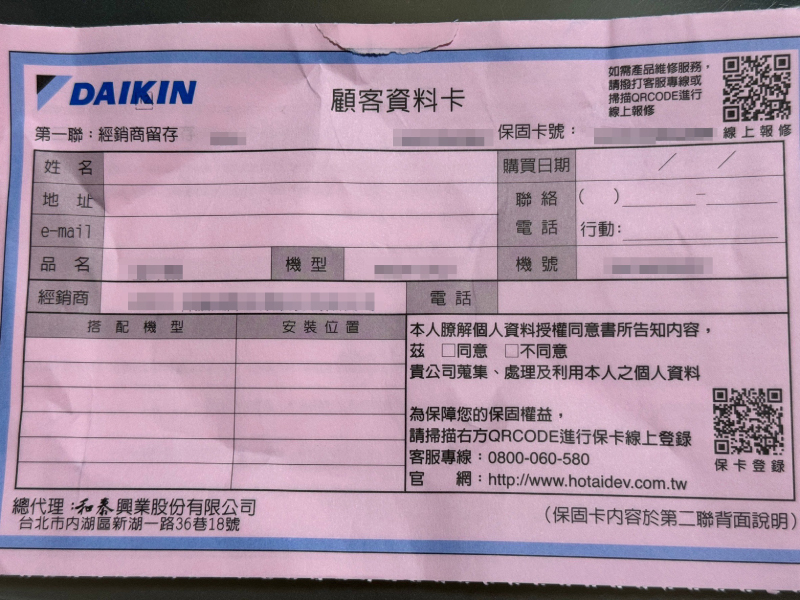 DAIKIN
顧客資料卡
如需產品維修服務，
請撥打客服專線或
掃描QRCODE進行
線上報修
線上報修
第一聯：經銷商留存
保固卡號：
姓名
購買日期 / /
地址
聯絡 ( ) –
e-mail
電話 行動:
品名
機型
機號
經銷商
電話
搭配機型
安裝位置
本人瞭解個人資料授權同意書所告知內容，
茲 □同意 □不同意
貴公司蒐集、處理及利用本人之個人資料
為保障您的保固權益，
請掃描右方QRCODE進行保卡線上登錄
客服專線：0800-060-580
官 網：http://www.hotaidev.com.tw
保卡登錄
總代理：和泰興業股份有限公司
台北市內湖區新湖一路36巷18號
（保固卡內容於第二聯背面說明）